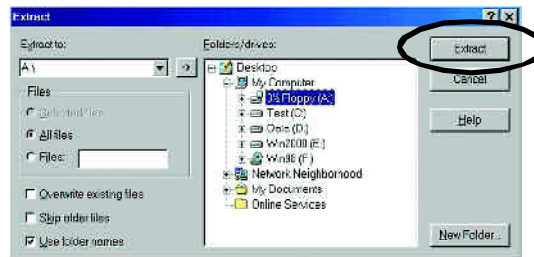 Extract
Extract to:
A:\
Files
Selected files
All files
Files:
Overwrite existing files
Skip older files
Use folder names
Folders/drives:
Desktop
My Computer
3½ Floppy (A:)
Test (C:)
Data (D:)
Win2000 (E:)
Win98 (F:)
Network Neighborhood
My Documents
Online Services
Extract
Cancel
Help
New Folder...